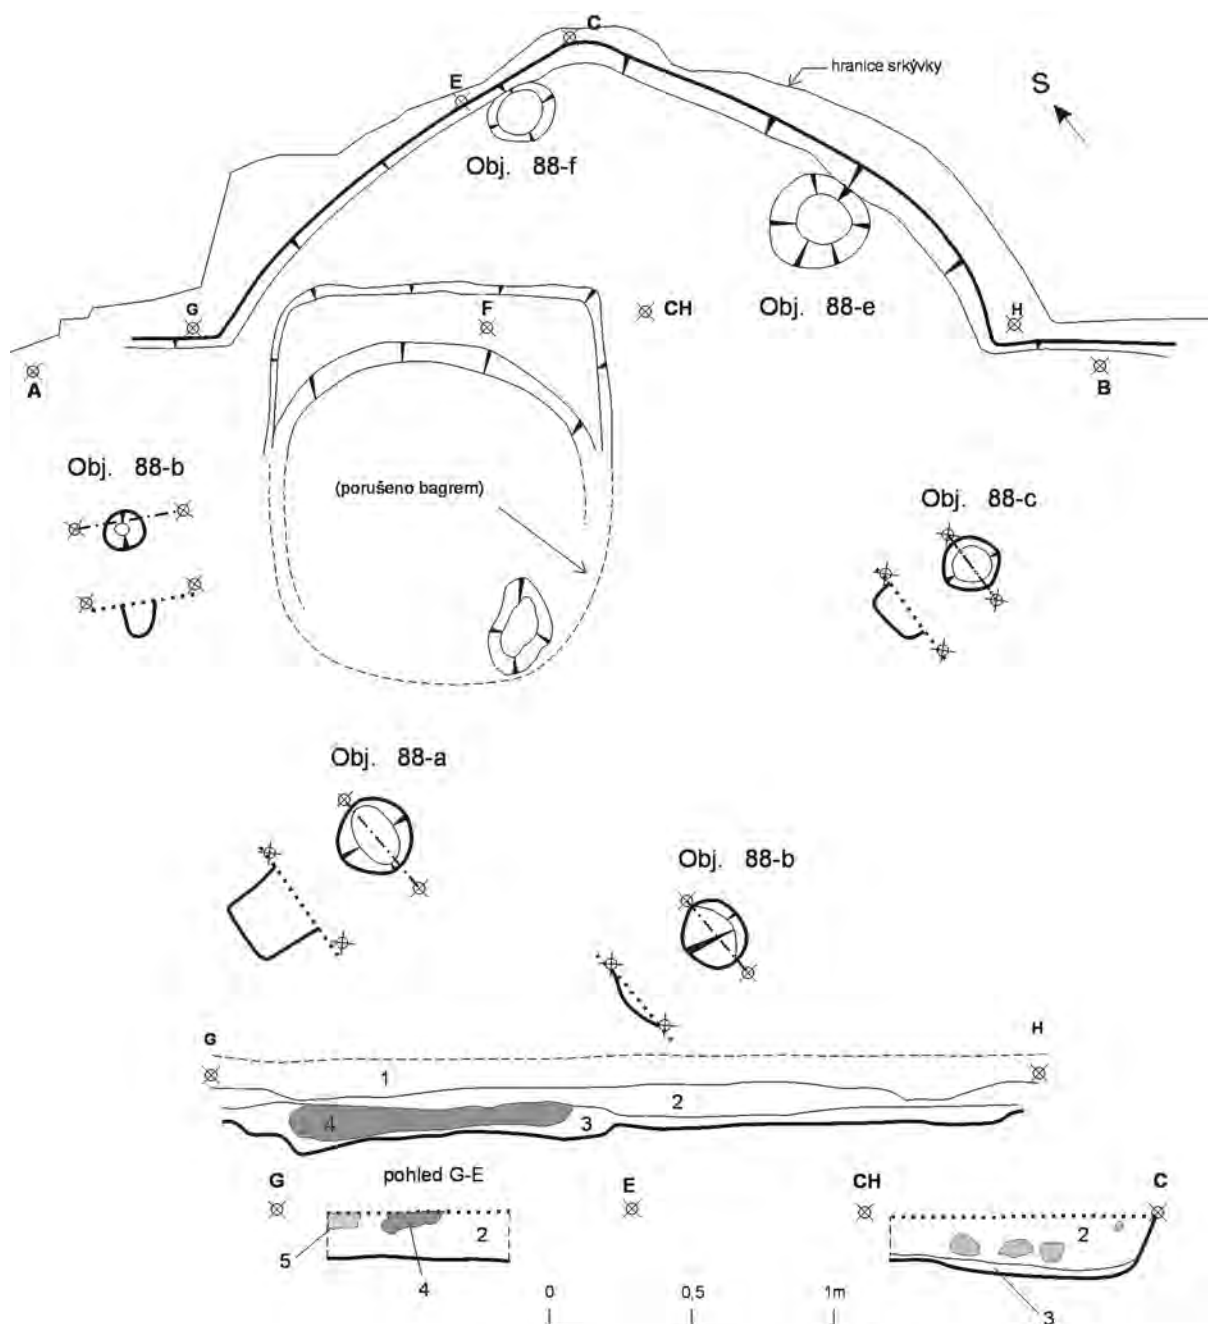 C
hranice srkývky
E
S
Obj. 88-f
G
F
CH
Obj. 88-e
H
A
B
Obj. 88-b
(porušeno bagrem)
Obj. 88-c
Obj. 88-a
Obj. 88-b
G
H
1
2
4
3
G
pohled G-E
E
CH
C
2
2
5
4
3
0
0,5
1m